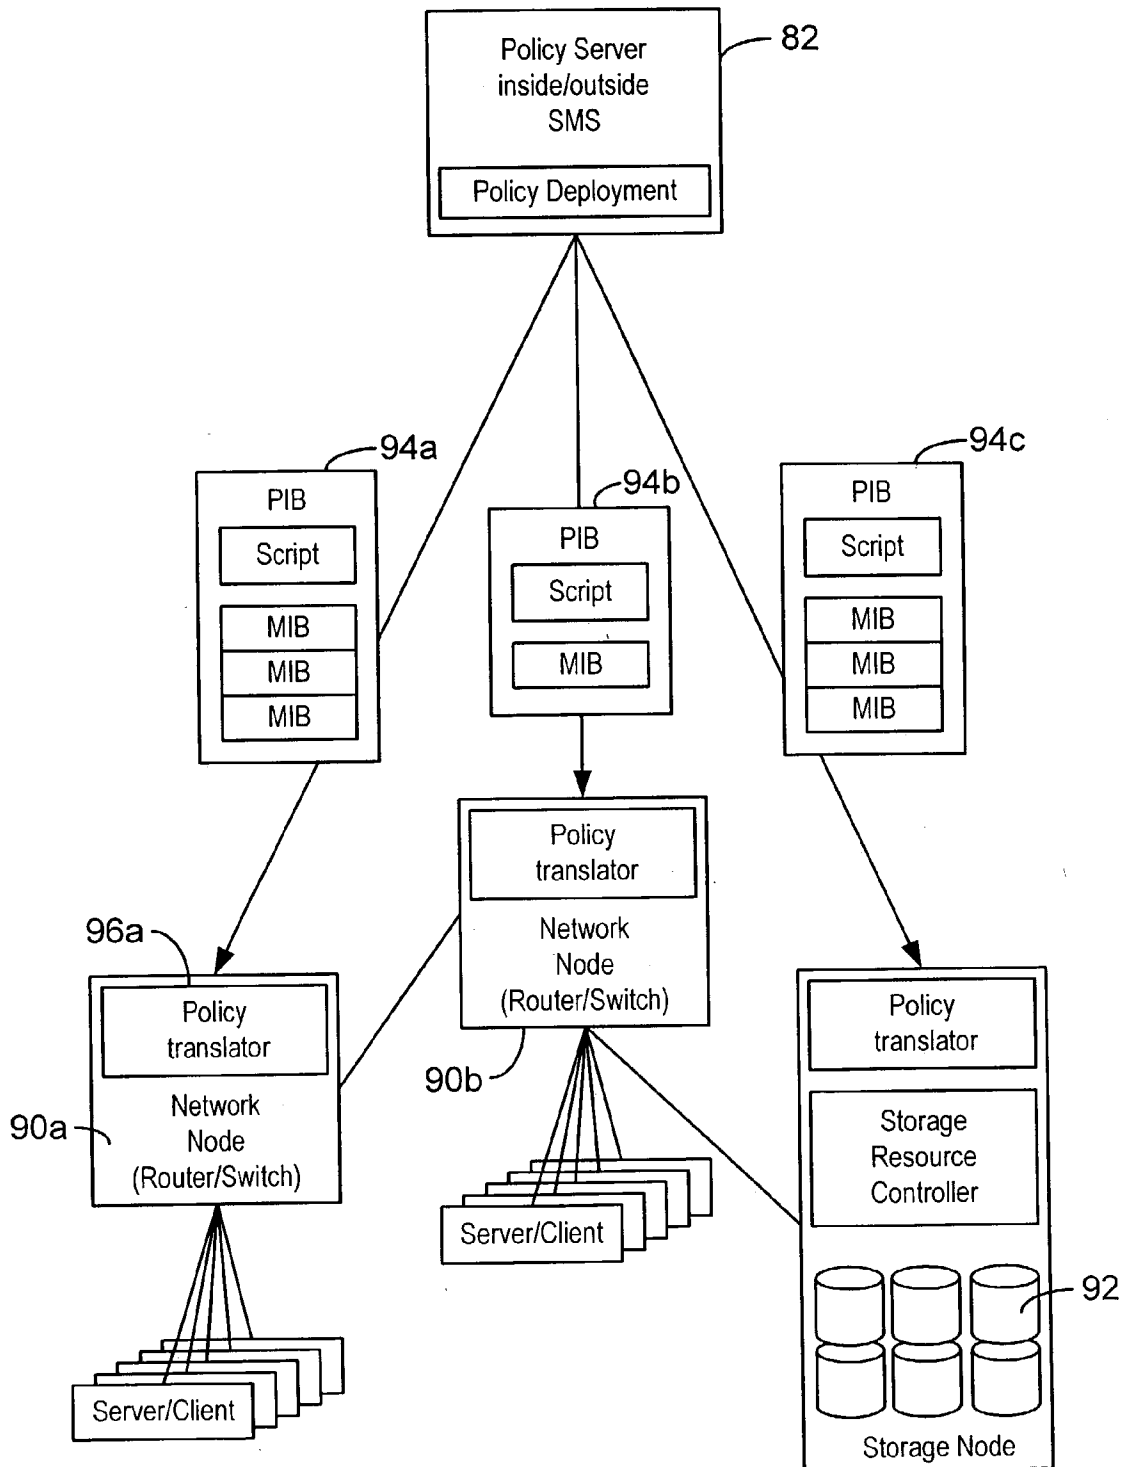 Policy Server
inside/outside
SMS
82
Policy Deployment
94a
PIB
Script
MIB
MIB
MIB
94b
PIB
Script
MIB
94c
PIB
Script
MIB
MIB
MIB
Policy
translator
Network
Node
(Router/Switch)
90b
96a
Policy
translator
90a
Network
Node
(Router/Switch)
Policy
translator
Storage
Resource
Controller
92
Storage Node
Server/Client
Server/Client